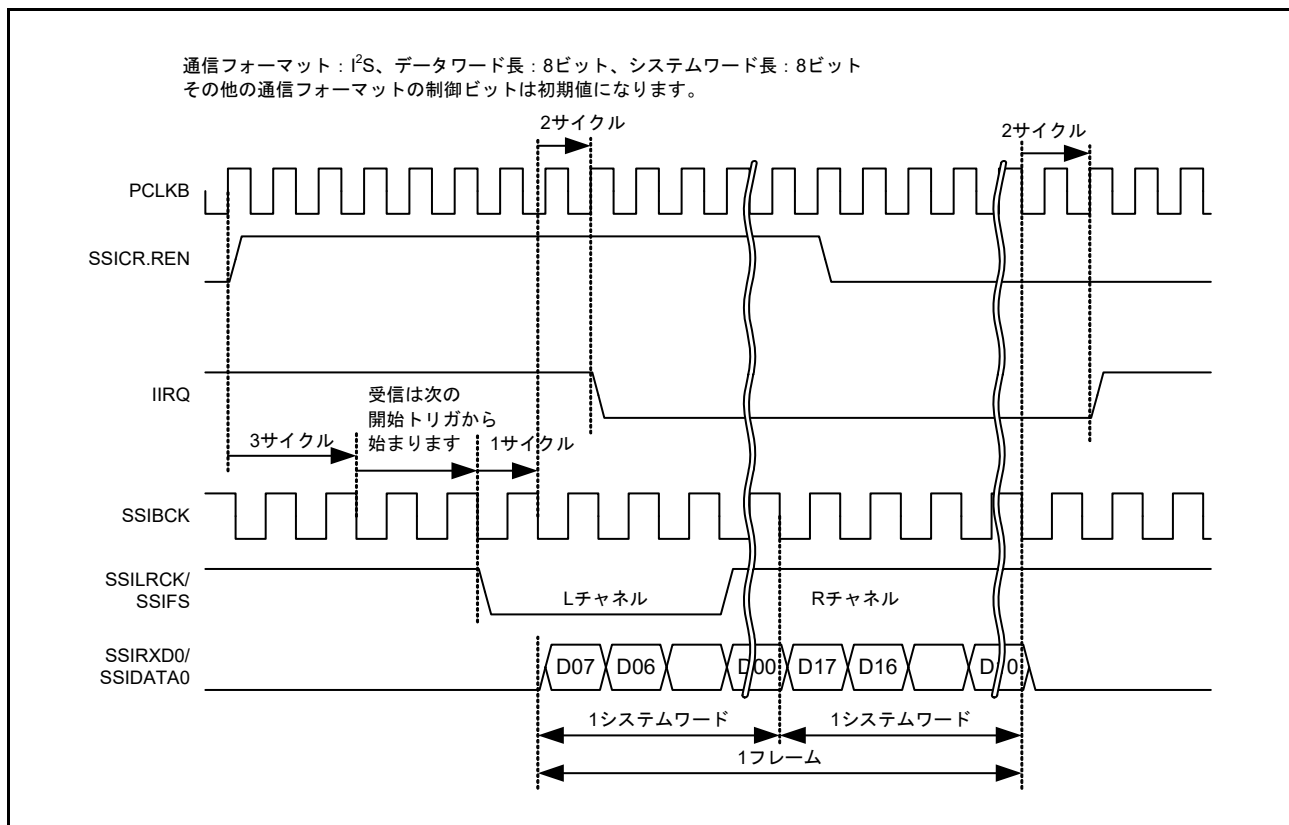 通信フォーマット：I²S、データワード長：8ビット、システムワード長：8ビット
その他の通信フォーマットの制御ビットは初期値になります。
2サイクル
2サイクル
PCLKB
SSICR.REN
IIRQ
受信は次の
開始トリガから
始まります
3サイクル
1サイクル
SSIBCK
SSILRCK/
SSIFS
Lチャネル
Rチャネル
SSIRXD0/
SSIDATA0
D07
D06
D00
D17
D16
D10
1システムワード
1システムワード
1フレーム